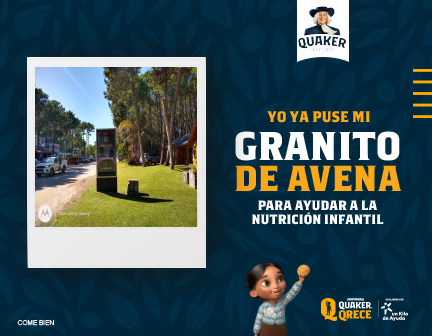 QUAKER
YO YA PUSE MI
GRANITO
DE AVENA
PARA AYUDAR A LA
NUTRICIÓN INFANTIL
QUAKER
QRECE
un Kilo
de Ayuda
COME BIEN